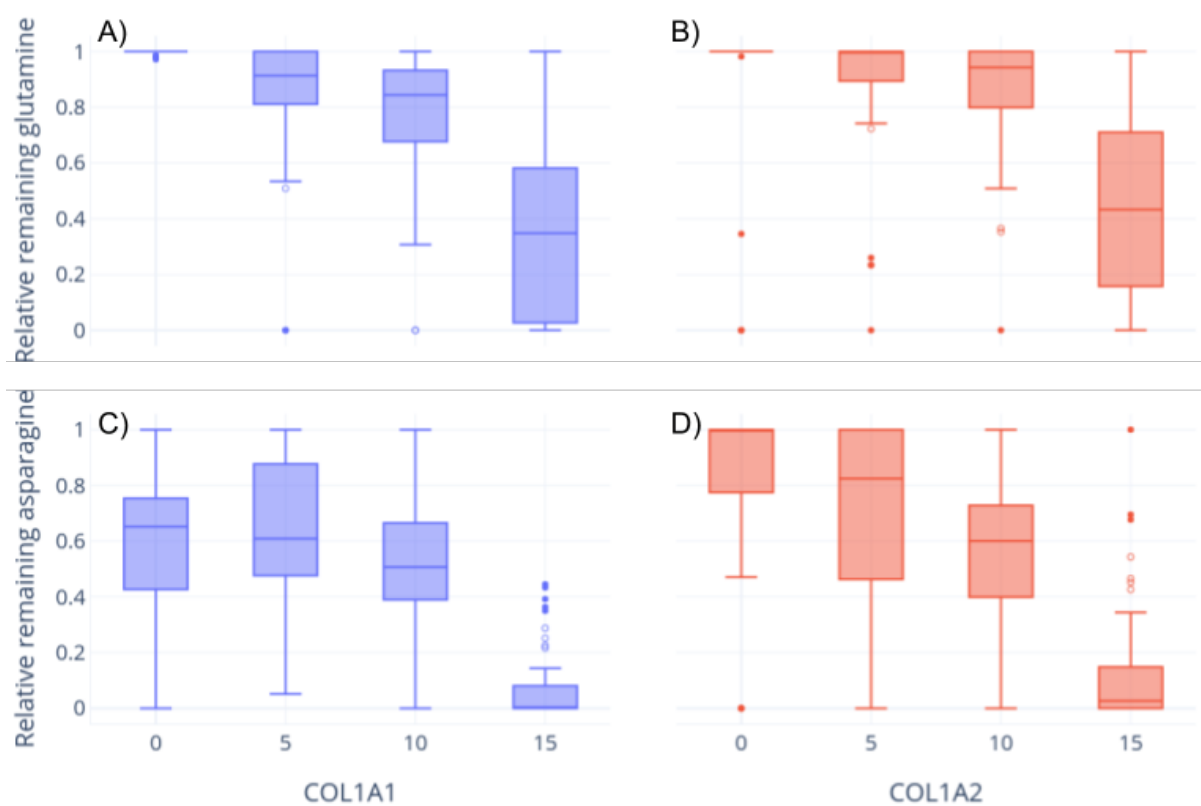 A) B)
Relative remaining glutamine
1
0.8
0.6
0.4
0.2
0
C) D)
Relative remaining asparagine
1
0.8
0.6
0.4
0.2
0
0 5 10 15 0 5 10 15
COL1A1 COL1A2